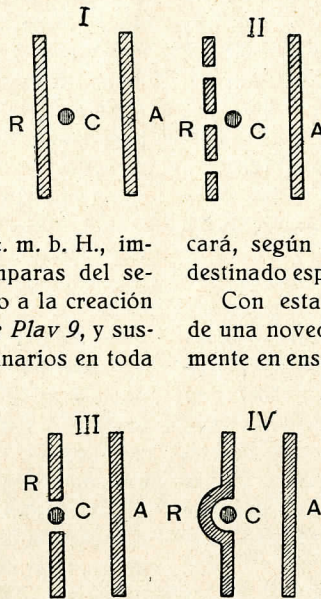 I II
R C A R C A
c. m. b. H., im-
mparas del se-
o a la creación
e Plav 9, y sus-
narios en toda
cará, según
destinado esp
Con esta
de una noved
mente en ens
III IV
R C A R C A